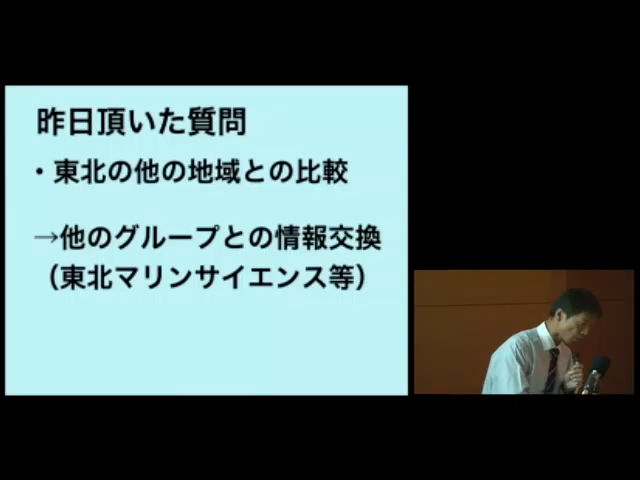 昨日頂いた質問
・東北の他の地域との比較
→他のグループとの情報交換
（東北マリンサイエンス等）